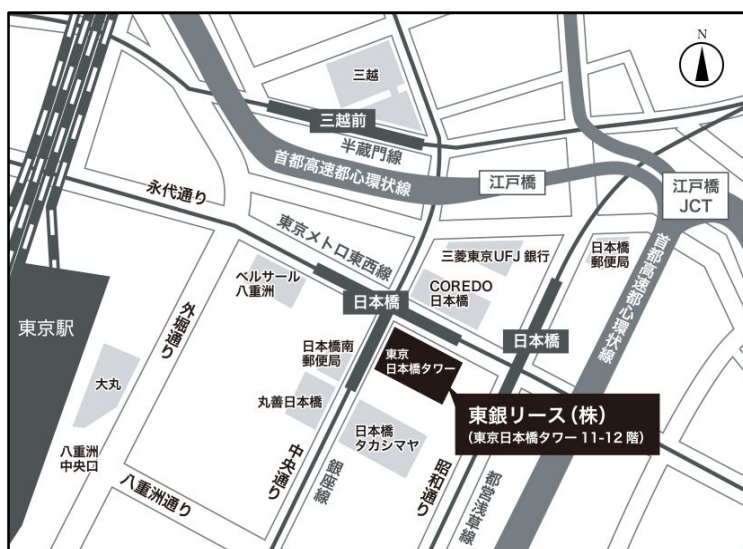 N
三越
三越前
半蔵門線
首都高速都心環状線
江戸橋
江戸橋
JCT
永代通り
東京メトロ東西線
三菱東京UFJ 銀行
日本橋
郵便局
首都高速都心環状線
ベルサール
八重洲
COREDO
日本橋
日本橋
日本橋
東京駅
外堀通り
日本橋南
郵便局
東京
日本橋タワー
大丸
丸善日本橋
東銀リース(株)
(東京日本橋タワー 11-12 階)
日本橋
タカシマヤ
八重洲
中央口
八重洲通り
中央通り
銀座線
昭和通り
都営浅草線